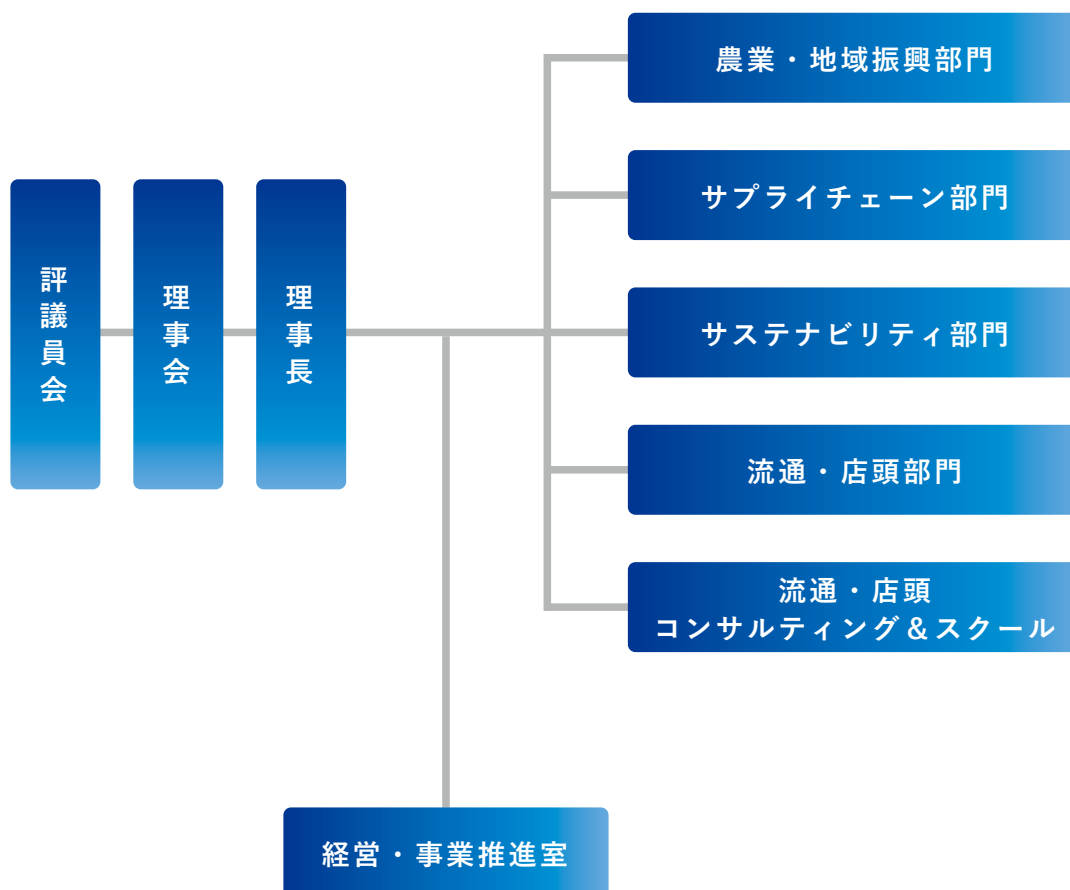 評議員会
理事会
理事長
農業・地域振興部門
サプライチェーン部門
サステナビリティ部門
流通・店頭部門
流通・店頭
コンサルティング＆スクール
経営・事業推進室